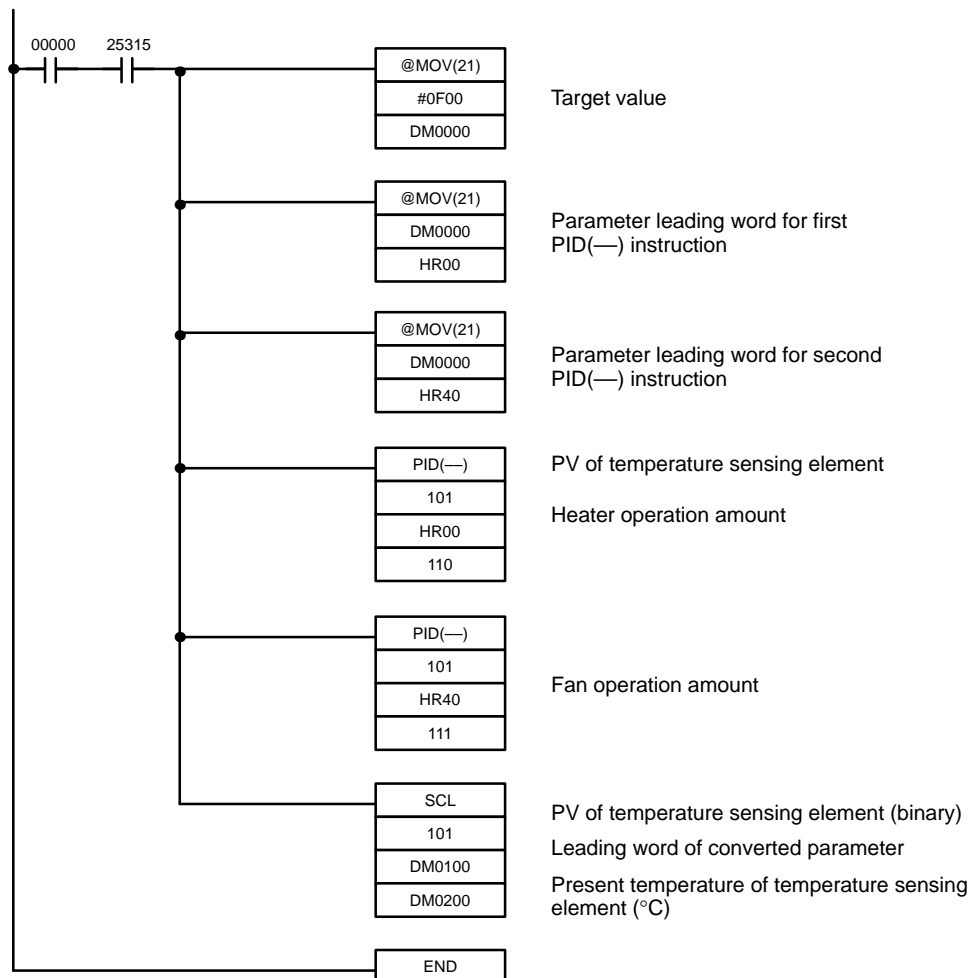 00000 25315
@MOV(21)
#0F00
DM0000
Target value
@MOV(21)
DM0000
HR00
Parameter leading word for first
PID(––) instruction
@MOV(21)
DM0000
HR40
Parameter leading word for second
PID(––) instruction
PID(––)
101
HR00
110
PV of temperature sensing element
Heater operation amount
PID(––)
101
HR40
111
Fan operation amount
SCL
101
DM0100
DM0200
PV of temperature sensing element (binary)
Leading word of converted parameter
Present temperature of temperature sensing
element (°C)
END